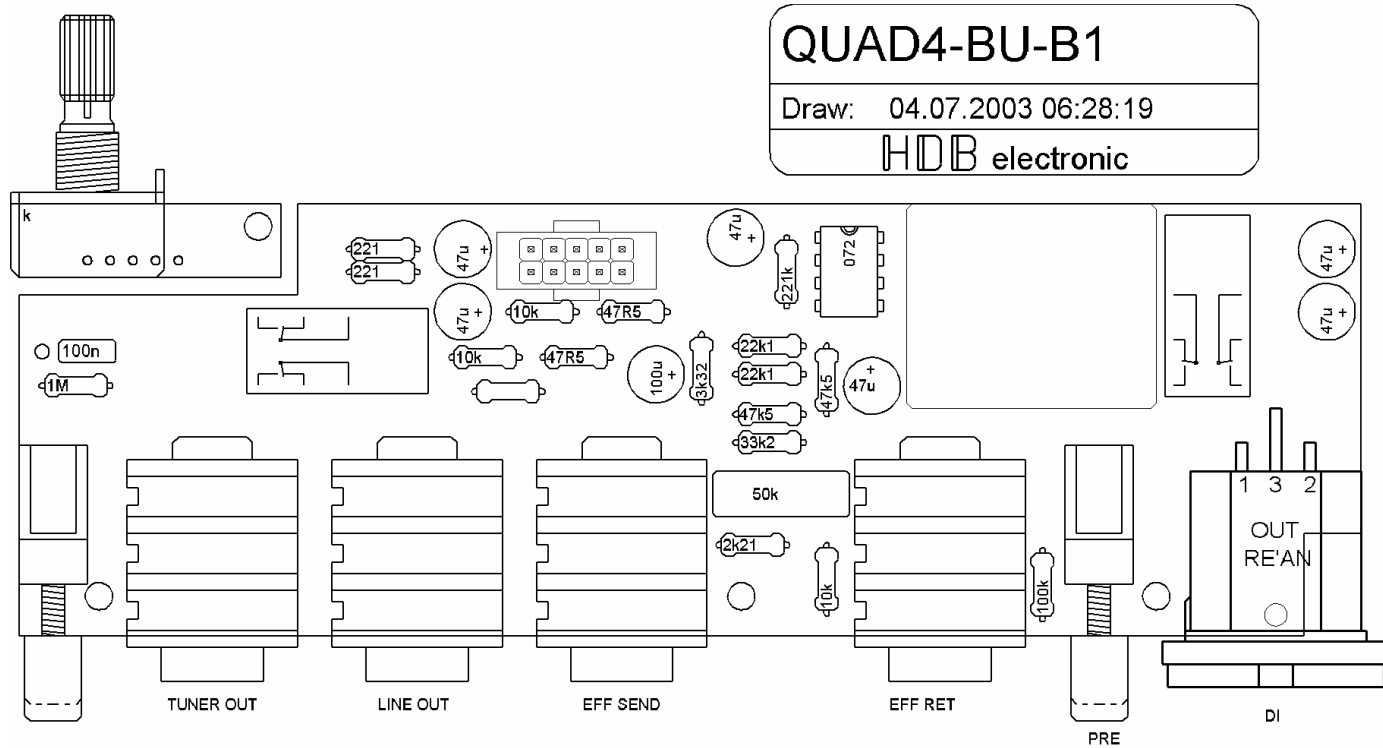 QUAD4-BU-B1
Draw: 04.07.2003 06:28:19
HDB electronic
k
221
221
47u +
47u +
47u +
221k
072
47u +
47u +
10k
47R5
10k
47R5
100u +
3k32
22k1
22k1
47k5
47u +
47k5
33k2
100n
1M
50k
2k21
10k
100k
1 3 2
OUT
RE'AN
TUNER OUT
LINE OUT
EFF SEND
EFF RET
PRE
DI